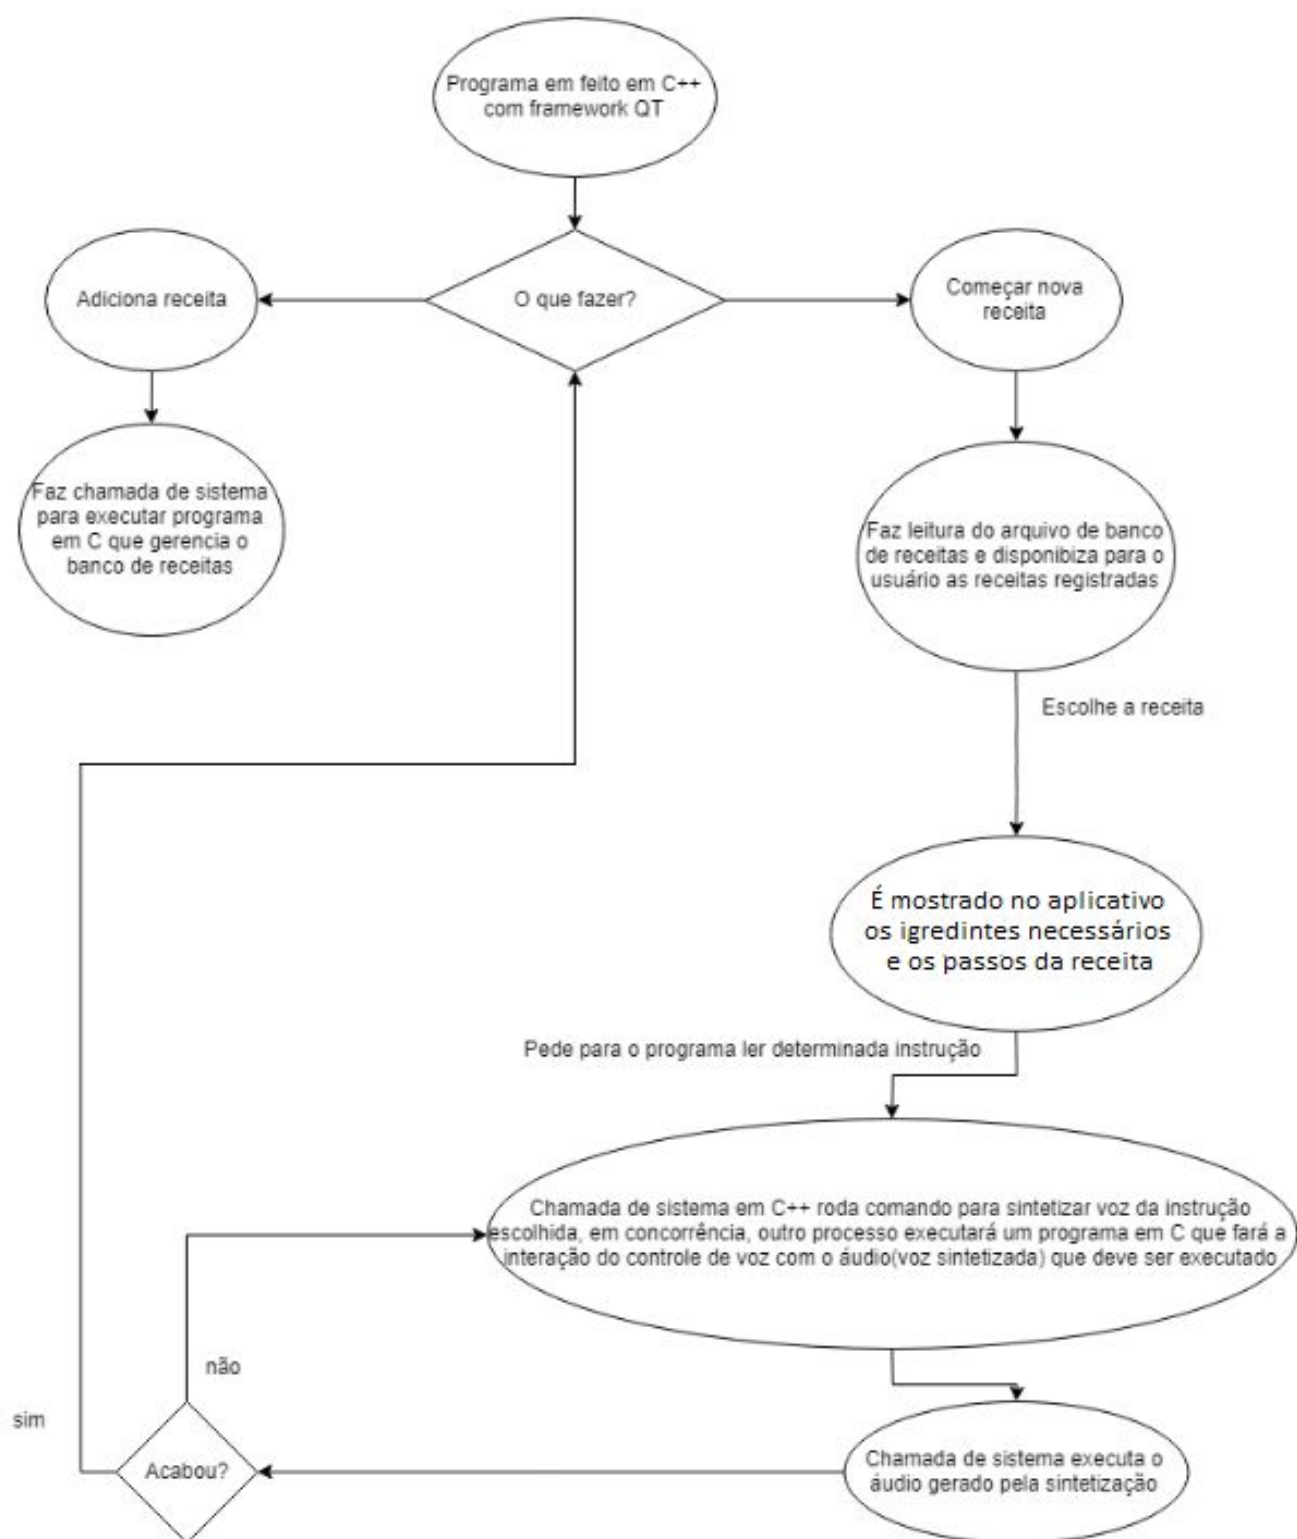 Programa em feito em C++
com framework QT
Adiciona receita
O que fazer?
Começar nova
receita
Faz chamada de sistema
para executar programa
em C que gerencia o
banco de receitas
Faz leitura do arquivo de banco
de receitas e disponibiza para o
usuário as receitas registradas
Escolhe a receita
É mostrado no aplicativo
os igredintes necessários
e os passos da receita
Pede para o programa ler determinada instrução
Chamada de sistema em C++ roda comando para sintetizar voz da instrução
escolhida, em concorrência, outro processo executará um programa em C que fará a
interação do controle de voz com o áudio(voz sintetizada) que deve ser executado
não
sim
Acabou?
Chamada de sistema executa o
áudio gerado pela sintetização